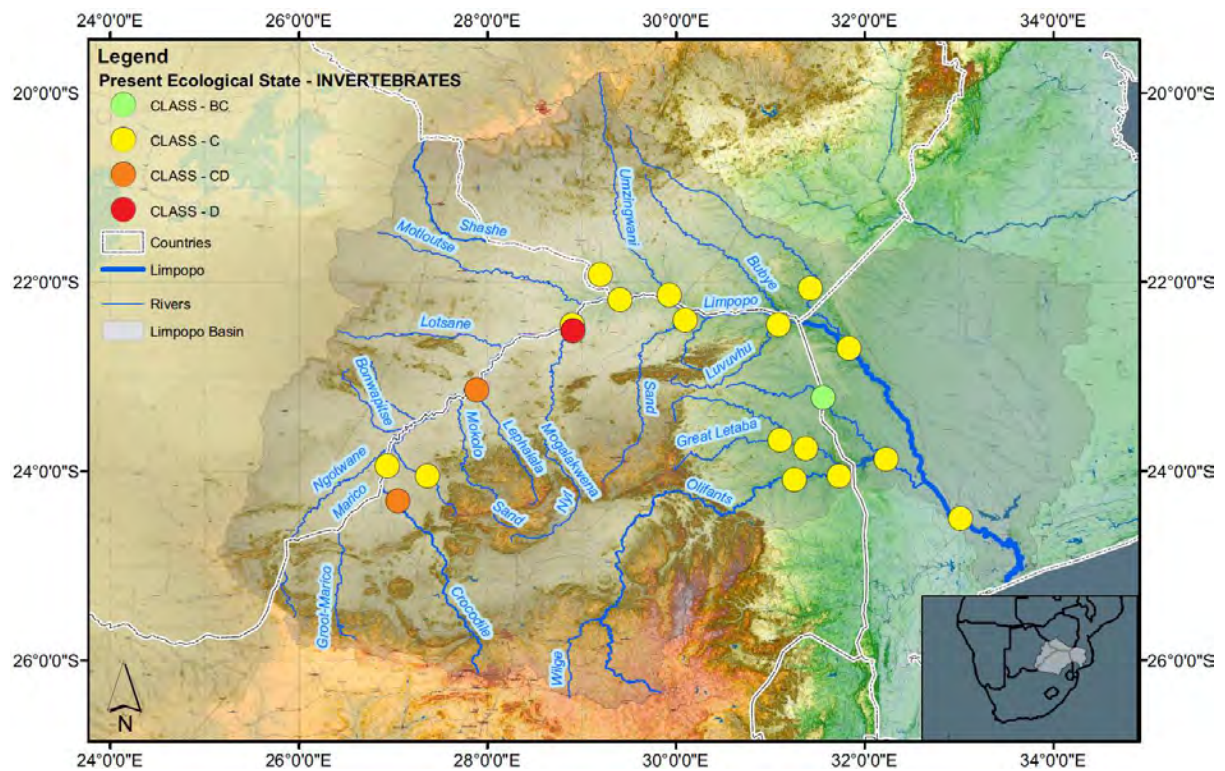 24°0'0"E 26°0'0"E 28°0'0"E 30°0'0"E 32°0'0"E 34°0'0"E
Legend
Present Ecological State - INVERTEBRATES
CLASS - BC
CLASS - C
CLASS - CD
CLASS - D
Countries
Limpopo
Rivers
Limpopo Basin
20°0'0"S 20°0'0"S
22°0'0"S 22°0'0"S
24°0'0"S 24°0'0"S
26°0'0"S 26°0'0"S
Shashe
Motloutse
Umzingwani
Bubye
Limpopo
Lotsane
Luvuvhu
Bonwapitse
Sand
Mokolo
Lephalala
Mogalakwena
Great Letaba
Ngotwane
Marico
Nyl
Sand
Olifants
Groot-Marico
Crocodile
Wilge
N
24°0'0"E 26°0'0"E 28°0'0"E 30°0'0"E 32°0'0"E 34°0'0"E